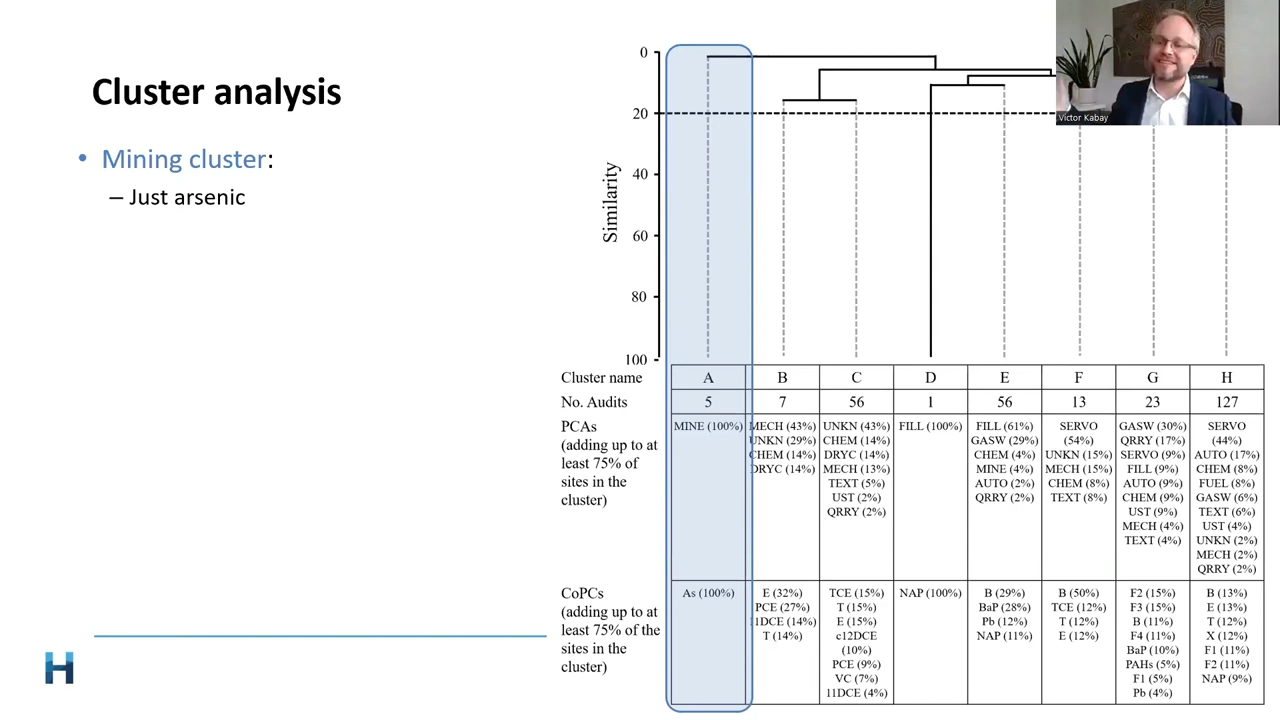 Cluster analysis
• Mining cluster:
– Just arsenic
Victor Kabay
Similarity
0
20
40
60
80
100
Cluster name
A
B
C
D
E
F
G
H
No. Audits
5
7
56
1
56
13
23
127
PCAs
(adding up to at
least 75% of
sites in the
cluster)
MINE (100%)
MECH (43%)
UNKN (29%)
CHEM (14%)
DRYC (14%)
UNKN (43%)
CHEM (14%)
DRYC (14%)
MECH (13%)
TEXT (5%)
UST (2%)
QRRY (2%)
FILL (100%)
FILL (61%)
GASW (29%)
CHEM (4%)
MINE (4%)
AUTO (2%)
QRRY (2%)
SERVO
(54%)
UNKN (15%)
MECH (15%)
CHEM (8%)
TEXT (8%)
GASW (30%)
QRRY (17%)
SERVO (9%)
FILL (9%)
AUTO (9%)
CHEM (9%)
UST (9%)
MECH (4%)
TEXT (4%)
SERVO
(44%)
AUTO (17%)
CHEM (8%)
FUEL (8%)
GASW (6%)
TEXT (6%)
UST (4%)
UNKN (2%)
MECH (2%)
QRRY (2%)
CoPCs
(adding up to at
least 75% of the
sites in the
cluster)
As (100%)
E (32%)
PCE (27%)
11DCE (14%)
T (14%)
TCE (15%)
T (15%)
E (15%)
c12DCE
(10%)
PCE (9%)
VC (7%)
11DCE (4%)
NAP (100%)
B (29%)
BaP (28%)
Pb (12%)
NAP (11%)
B (50%)
TCE (12%)
T (12%)
E (12%)
F2 (15%)
F3 (15%)
B (11%)
F4 (11%)
BaP (10%)
PAHs (5%)
F1 (5%)
Pb (4%)
B (13%)
E (13%)
T (12%)
X (12%)
F1 (11%)
F2 (11%)
NAP (9%)